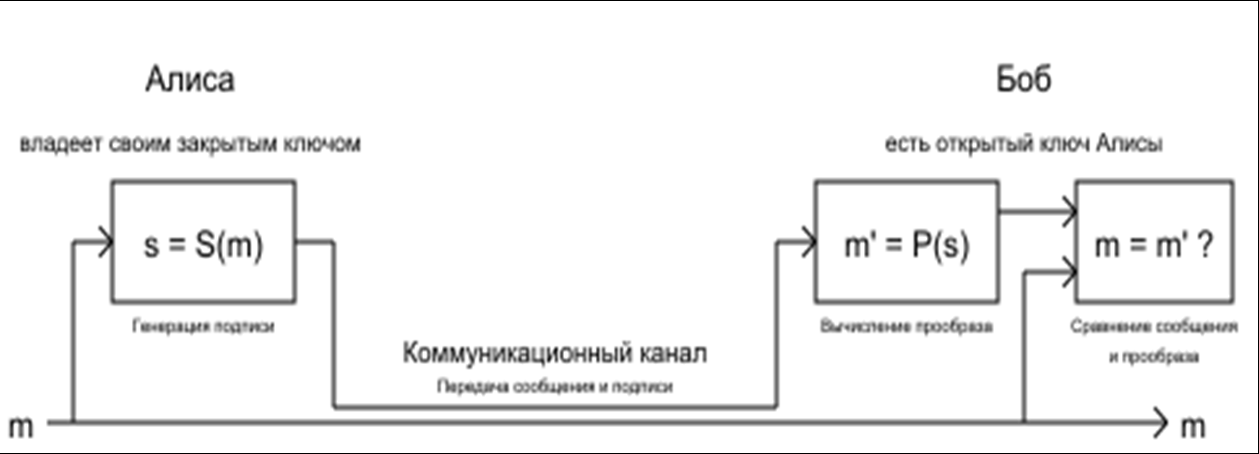 Алиса
Боб
владеет своим закрытым ключом
есть открытый ключ Алисы
s = S(m)
m' = P(s)
m = m' ?
Генерация подписи
Вычисление прообраза
Сравнение сообщения
и прообраза
Коммуникационный канал
Передача сообщения и подписи
m
m